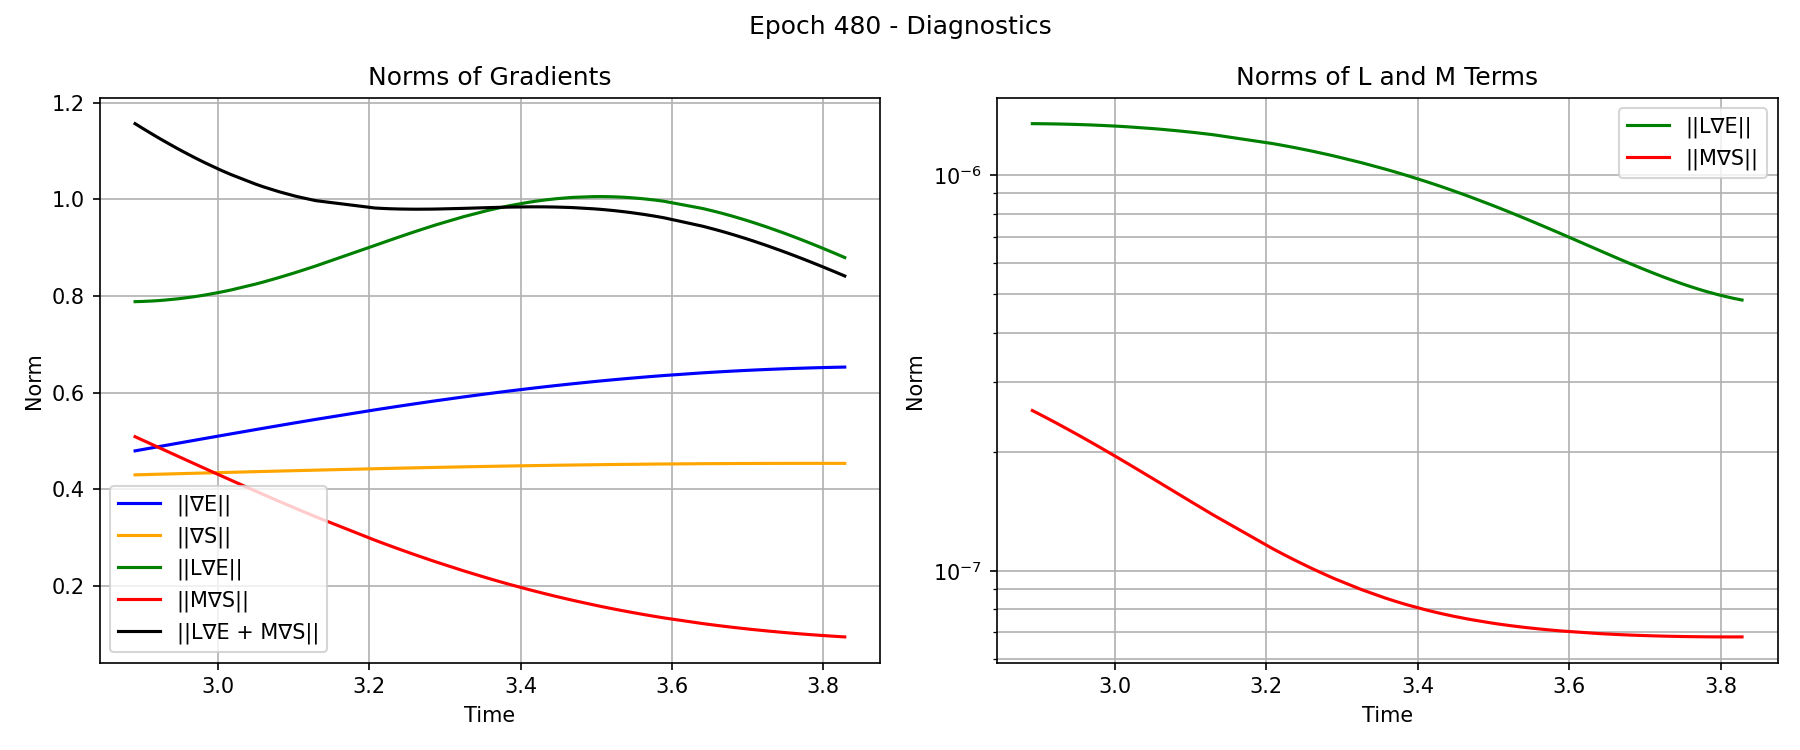 Epoch 480 - Diagnostics
Norms of Gradients
1.2
1.0
0.8
0.6
0.4
0.2
Norm
||∇E||
||∇S||
||L∇E||
||M∇S||
||L∇E + M∇S||
3.0 3.2 3.4 3.6 3.8
Time
Norms of L and M Terms
10⁻⁶
10⁻⁷
Norm
||L∇E||
||M∇S||
3.0 3.2 3.4 3.6 3.8
Time